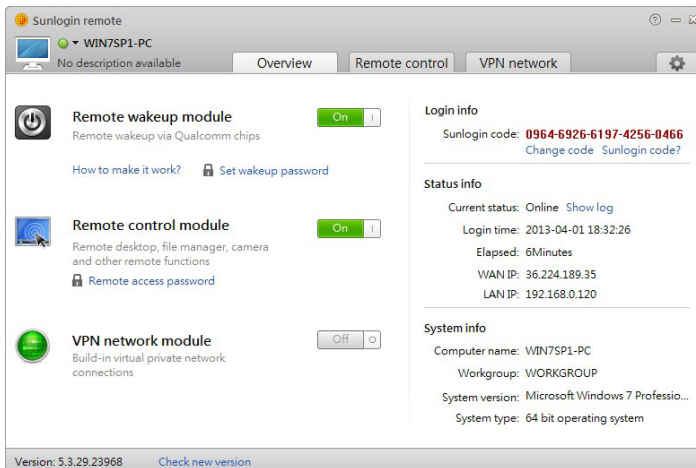 Sunlogin remote
WIN7SP1-PC
No description available
Overview
Remote control
VPN network
Remote wakeup module
On
Remote wakeup via Qualcomm chips
How to make it work?
Set wakeup password
Remote control module
On
Remote desktop, file manager, camera
and other remote functions
Remote access password
VPN network module
Off
Build-in virtual private network
connections
Login info
Sunlogin code: 0964-6926-6197-4256-0466
Change code Sunlogin code?
Status info
Current status: Online Show log
Login time: 2013-04-01 18:32:26
Elapsed: 6Minutes
WAN IP: 36.224.189.35
LAN IP: 192.168.0.120
System info
Computer name: WIN7SP1-PC
Workgroup: WORKGROUP
System version: Microsoft Windows 7 Professio...
System type: 64 bit operating system
Version: 5.3.29.23968 Check new version